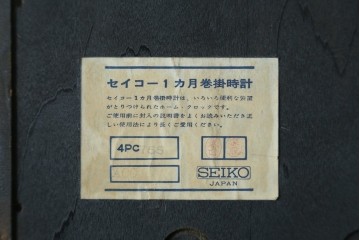 セイコー1カ月巻掛時計
セイコー1カ月巻掛時計は、いろいろ便利な装置
がとりつけられたホーム・クロックです。
ご使用前に封入の説明書をよくお読みいただき正
しい使用法により長くご愛用ください。
4PC
SEIKO
JAPAN